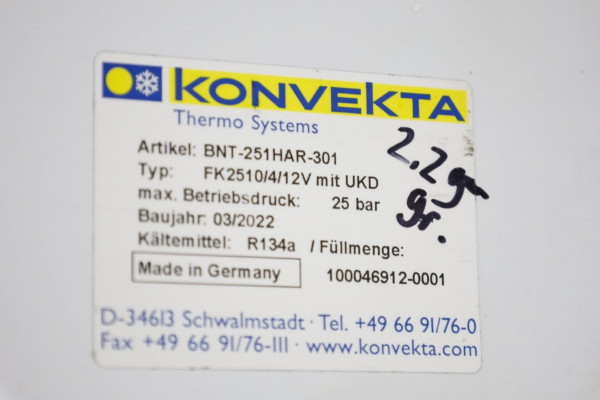 KONVEKTA
Thermo Systems
Artikel: BNT-251HAR-301
Typ: FK2510/4/12V mit UKD
max. Betriebsdruck: 25 bar
Baujahr: 03/2022
Kältemittel: R134a / Füllmenge:
Made in Germany 100046912-0001
2,2
gr.
D-34613 Schwalmstadt · Tel. +49 66 91/76-0
Fax +49 66 91/76-111 · www.konvekta.com